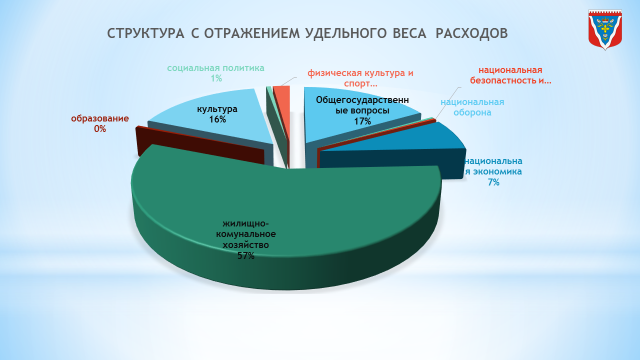 СТРУКТУРА С ОТРАЖЕНИЕМ УДЕЛЬНОГО ВЕСА РАСХОДОВ
социальная политика
1%
физическая культура и
спорт...
национальная
безопастность и...
Общегосударственн
ые вопросы
17%
национальная
оборона
культура
16%
образование
0%
национальна
я экономика
7%
жилищно-
комунальное
хозяйство
57%